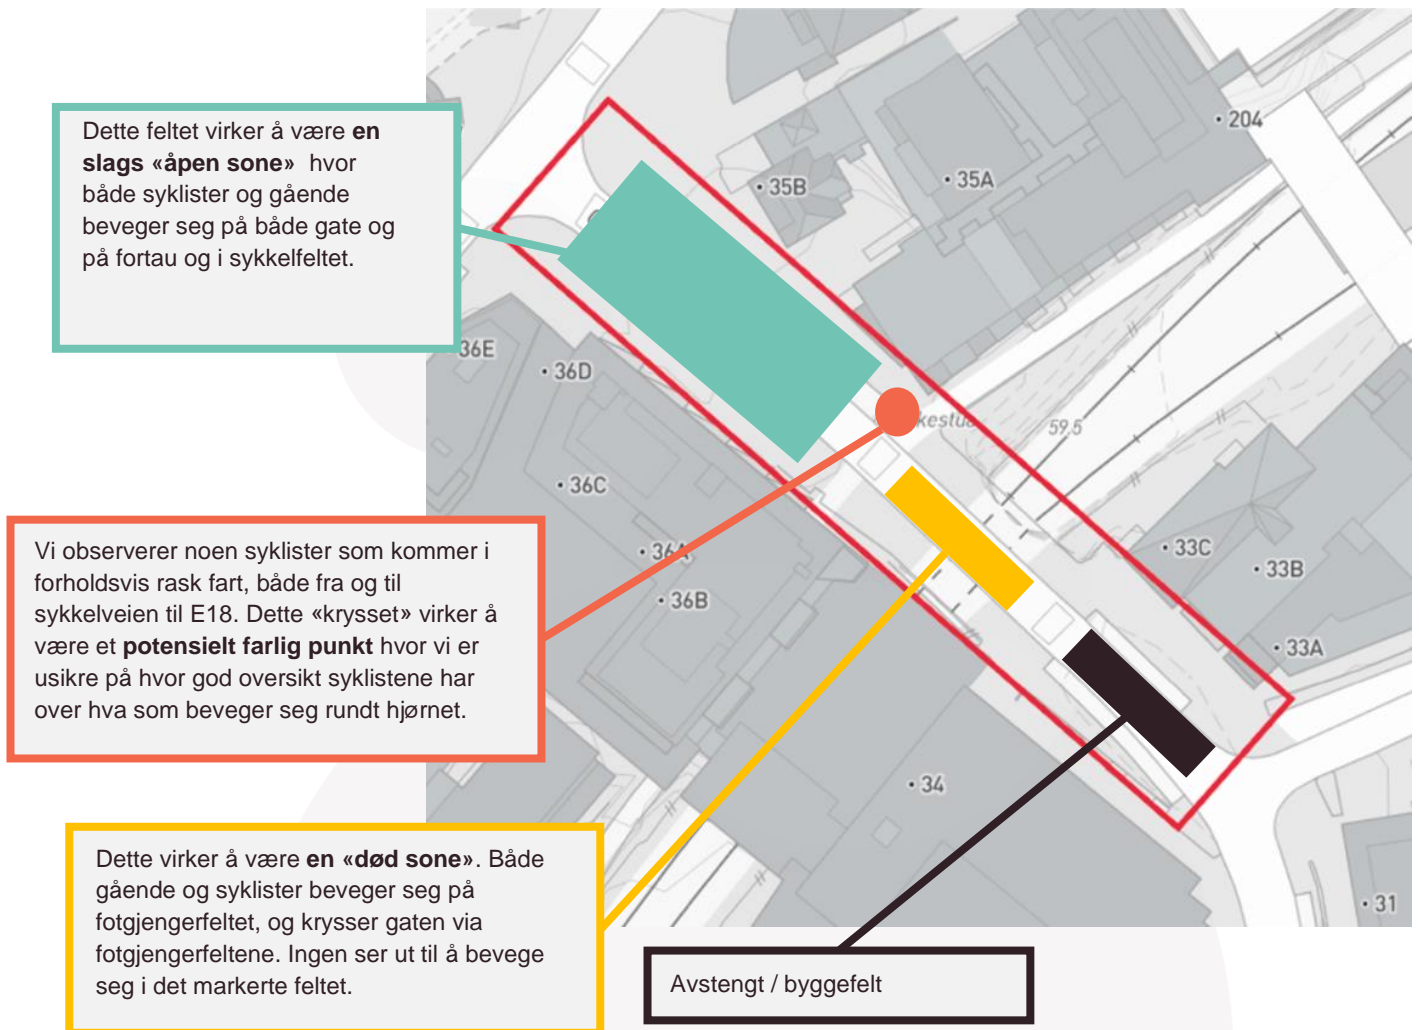 Dette feltet virker å være en
slags «åpen sone» hvor
både syklister og gående
beveger seg på både gate og
på fortau og i sykkelfeltet.
204
35B
35A
36E
36D
kestu
59,5
36C
36A
36B
33C
33B
33A
34
31
Vi observerer noen syklister som kommer i
forholdsvis rask fart, både fra og til
sykkelveien til E18. Dette «krysset» virker å
være et potensielt farlig punkt hvor vi er
usikre på hvor god oversikt syklistene har
over hva som beveger seg rundt hjørnet.
Dette virker å være en «død sone». Både
gående og syklister beveger seg på
fotgjengerfeltet, og krysser gaten via
fotgjengerfeltene. Ingen ser ut til å bevege
seg i det markerte feltet.
Avstengt / byggefelt